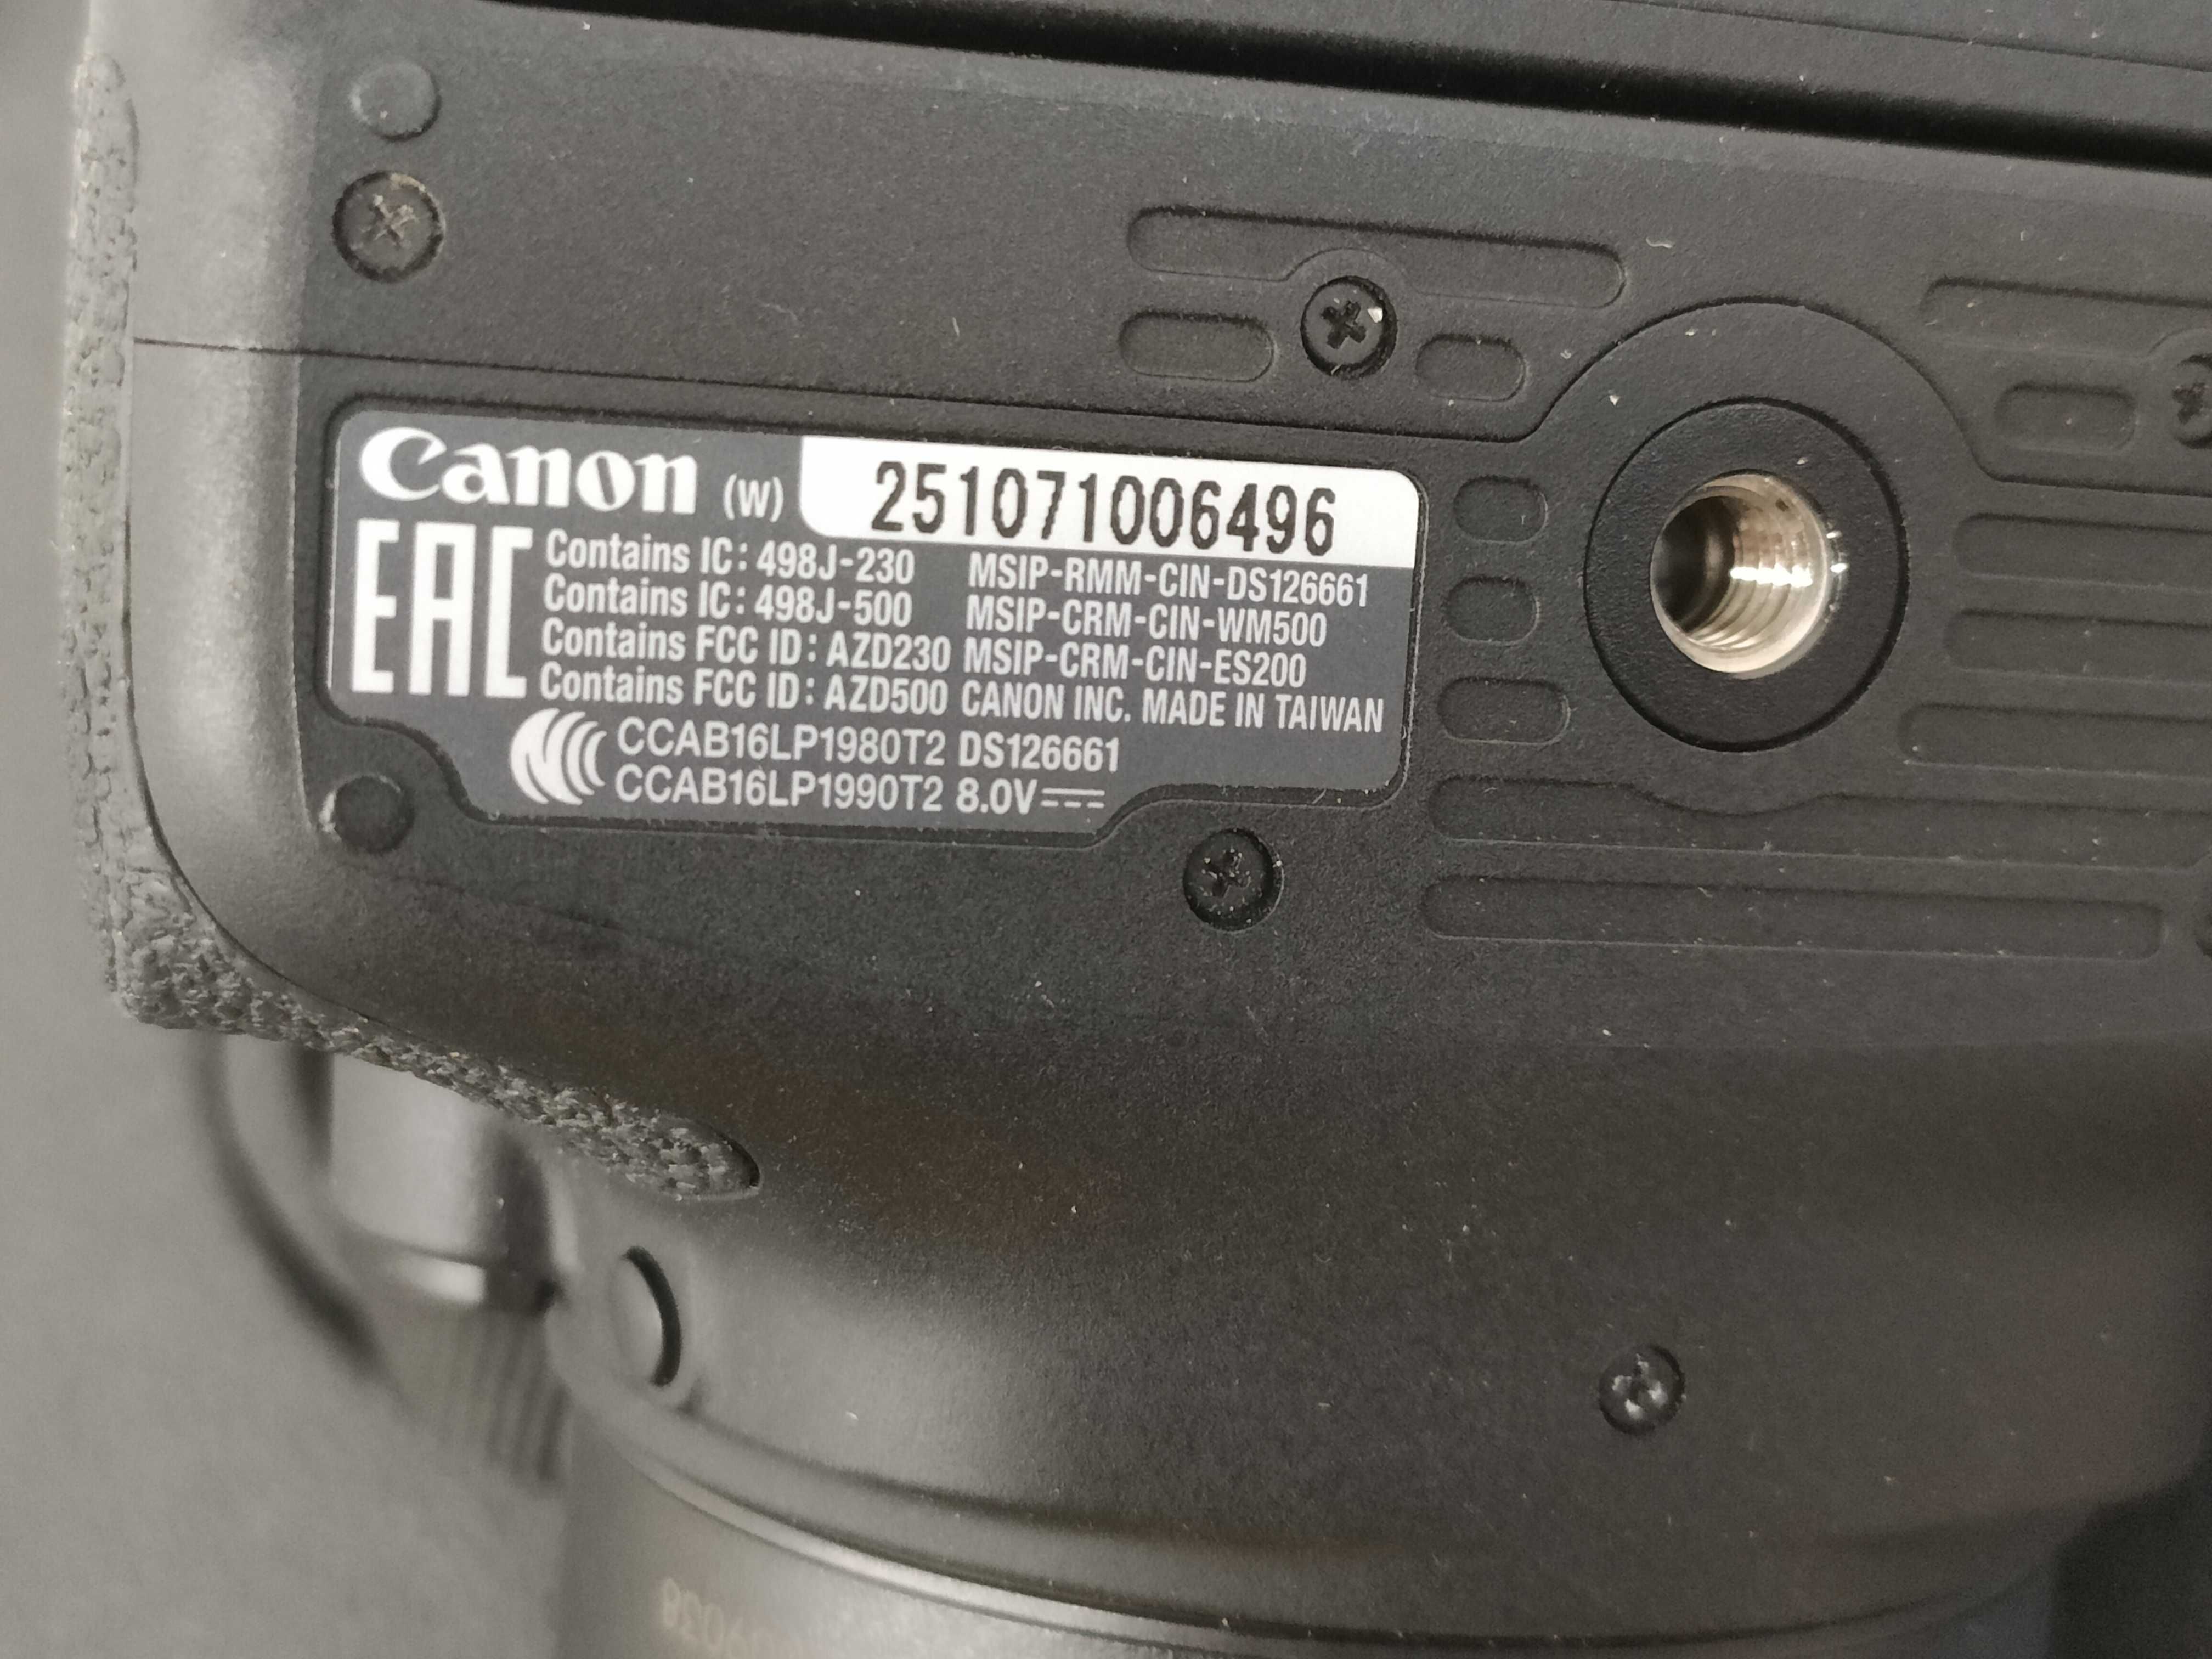 Canon (W) 251071006496
EAC
Contains IC: 498J-230 MSIP-RMM-CIN-DS126661
Contains IC: 498J-500 MSIP-CRM-CIN-WM500
Contains FCC ID: AZD230 MSIP-CRM-CIN-ES200
Contains FCC ID: AZD500 CANON INC. MADE IN TAIWAN
CCAB16LP1980T2 DS126661
CCAB16LP1990T2 8.0V